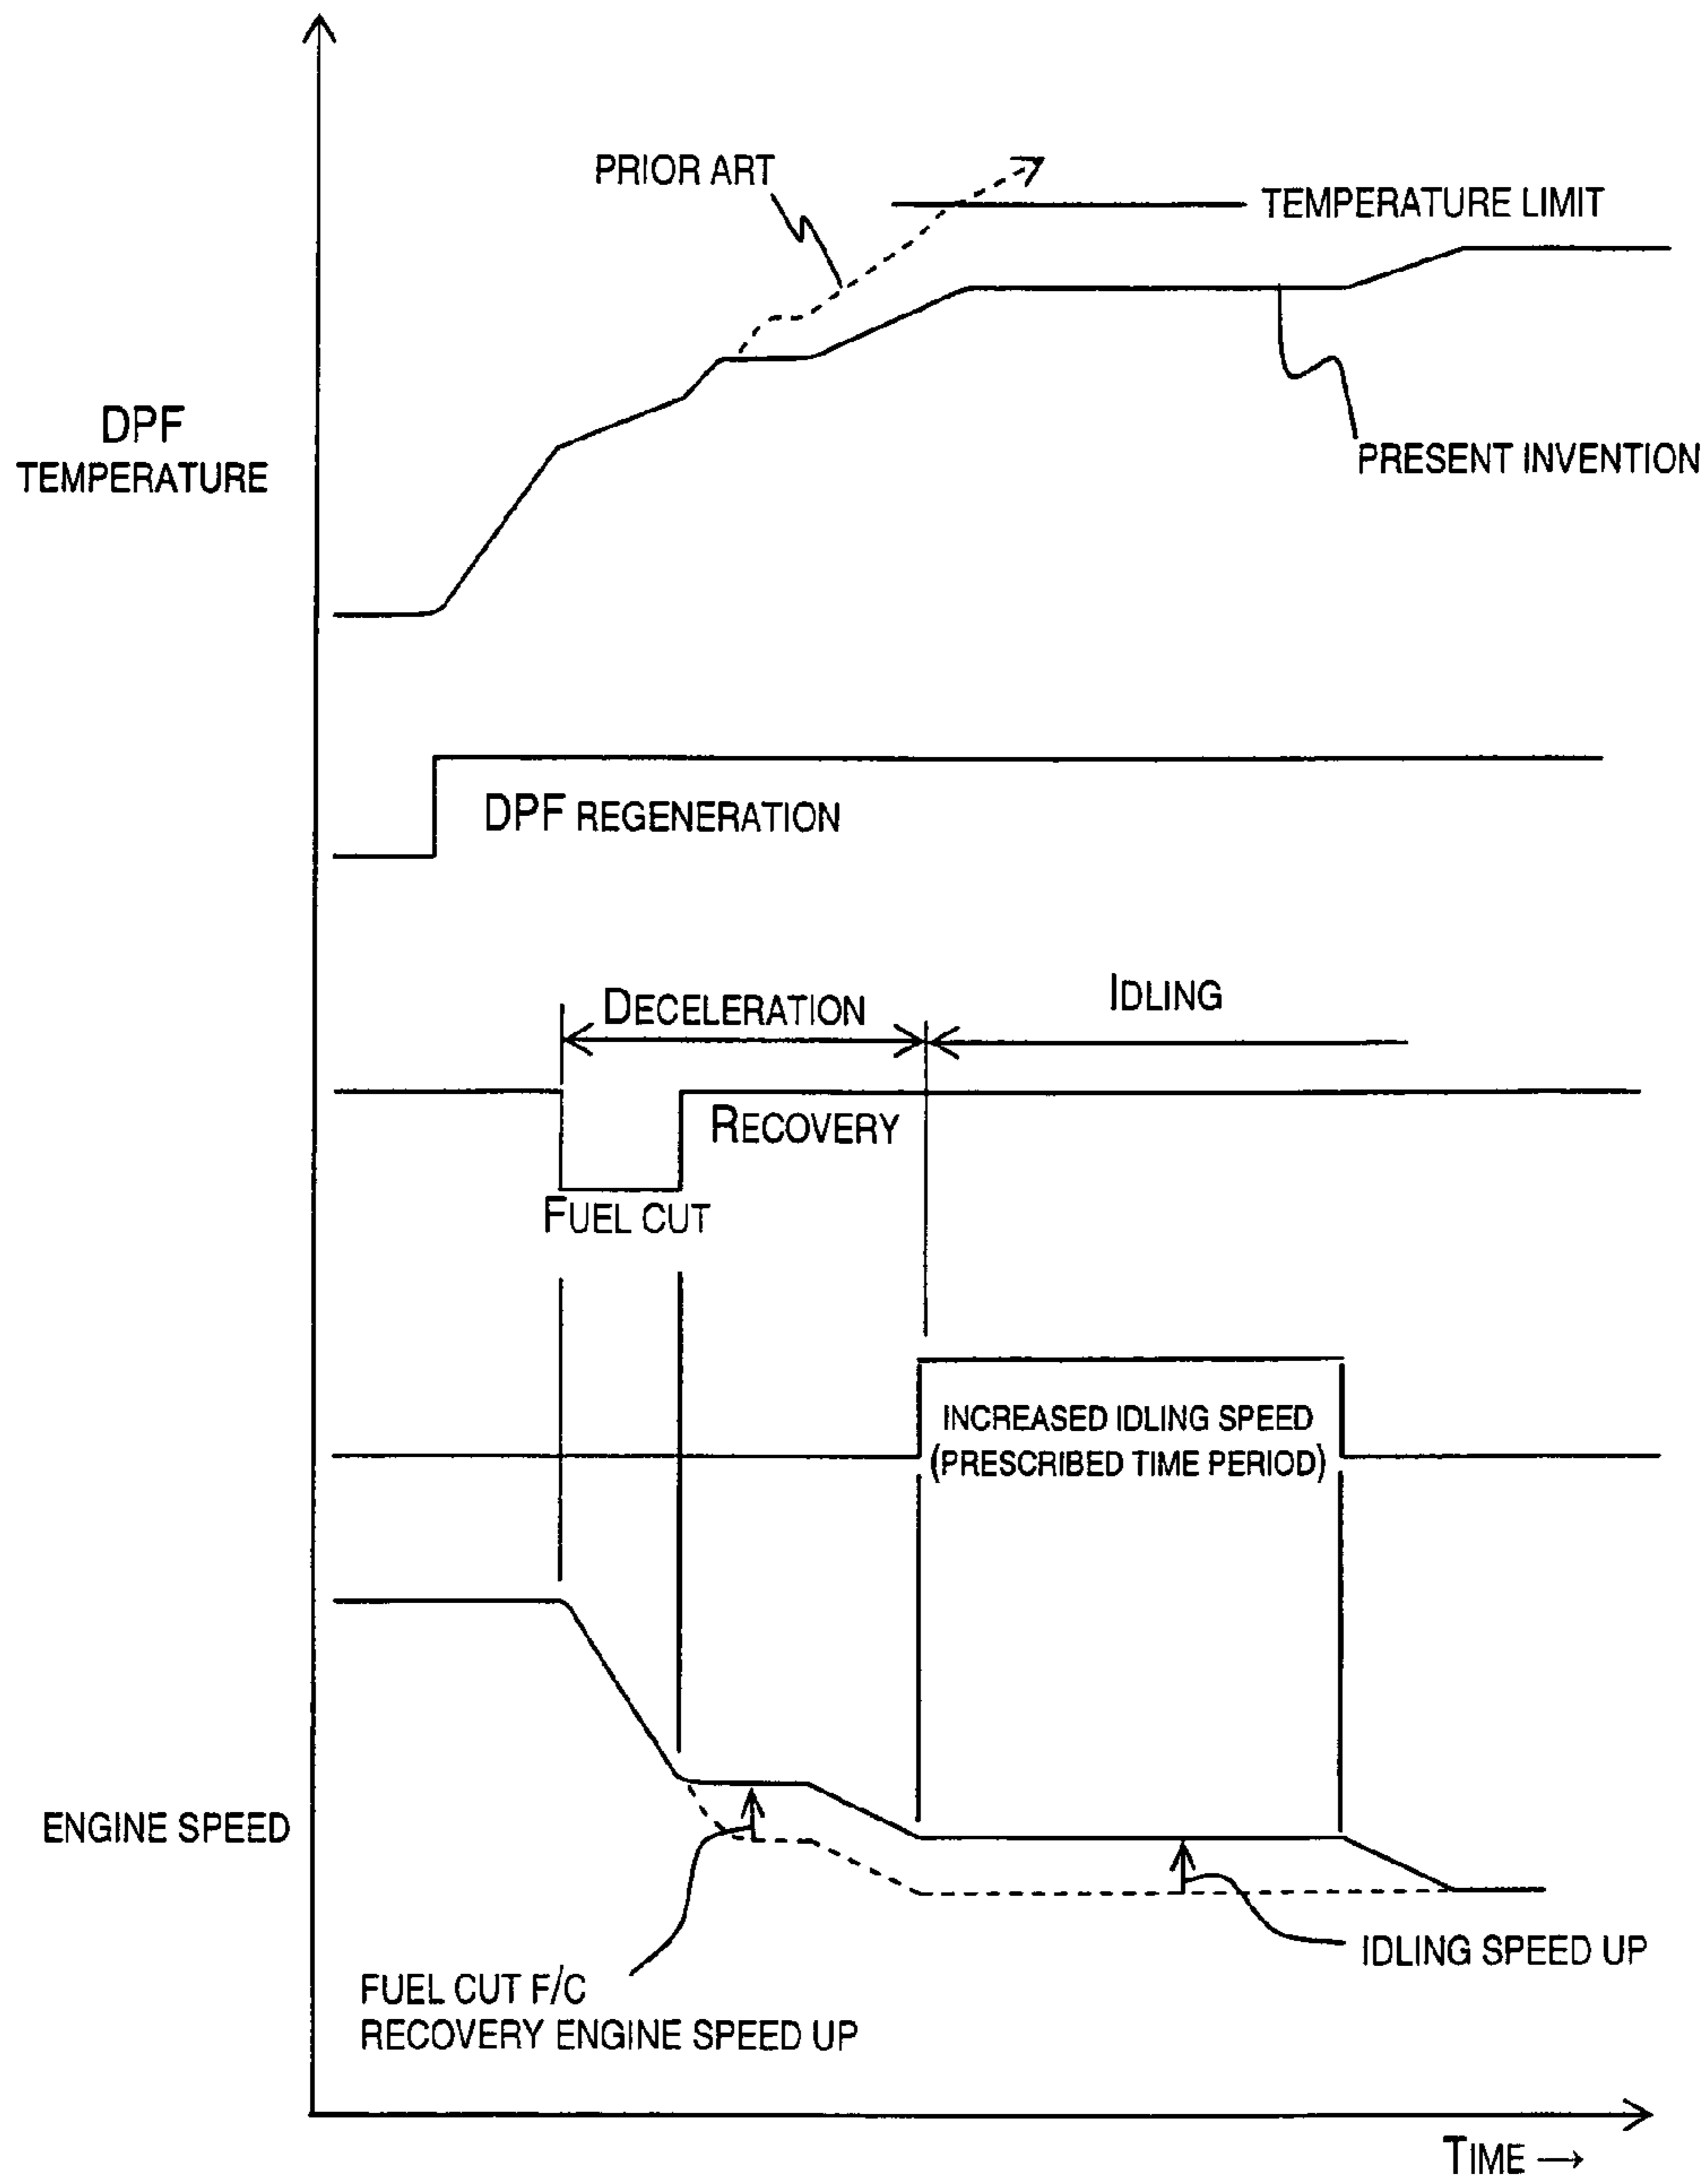 PRIOR ART
TEMPERATURE LIMIT
DPF
TEMPERATURE
PRESENT INVENTION
DPF REGENERATION
DECELERATION
IDLING
RECOVERY
FUEL CUT
INCREASED IDLING SPEED
(PRESCRIBED TIME PERIOD)
ENGINE SPEED
IDLING SPEED UP
FUEL CUT F/C
RECOVERY ENGINE SPEED UP
TIME →